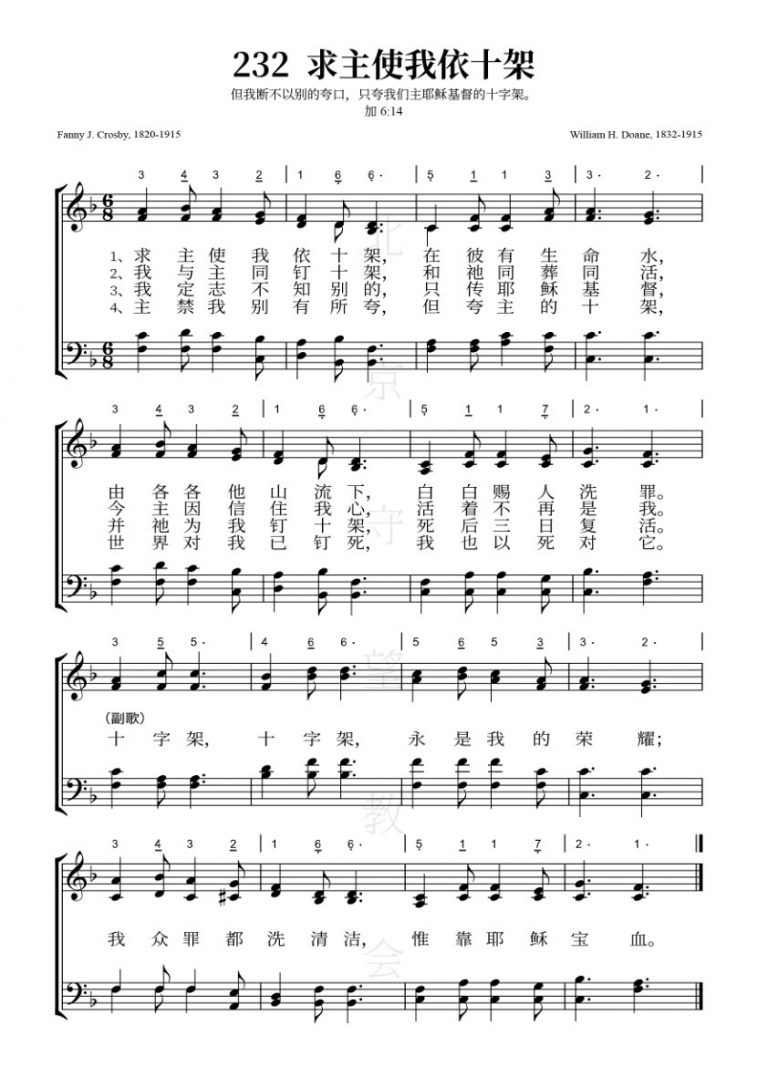 232 求主使我依十架
但我断不以别的夸口，只夸我们主耶稣基督的十字架。
加 6:14
Fanny J. Crosby, 1820-1915 William H. Doane, 1832-1915
3 4 3 2 | 1 6 6 · | 5 1 1 3 | 3 · 2 · |
1、求主使我依十架，在彼有生命水，
2、我与主同钉十架，和祂同葬同活，
3、我定志不知别的，只传耶稣基督，
4、主禁我别有所夸，但夸主的十架，
3 4 3 2 | 1 6 6 · | 5 1 1 7 | 2 · 1 · |
由各各他山流下，白白赐人洗罪。
今主因信住我心，活着不再是我。
并祂为我钉十架，死后三日复活。
世界对我已钉死，我也以死对它。
3 5 5 · | 4 6 6 · | 5 6 5 3 | 3 · 2 · |
（副歌）
十字架，十字架，永是我的荣耀；
3 4 3 2 | 1 6 6 · | 5 1 1 7 | 2 · 1 · ‖
我众罪都洗清洁，惟靠耶稣宝血。
北京守望教会